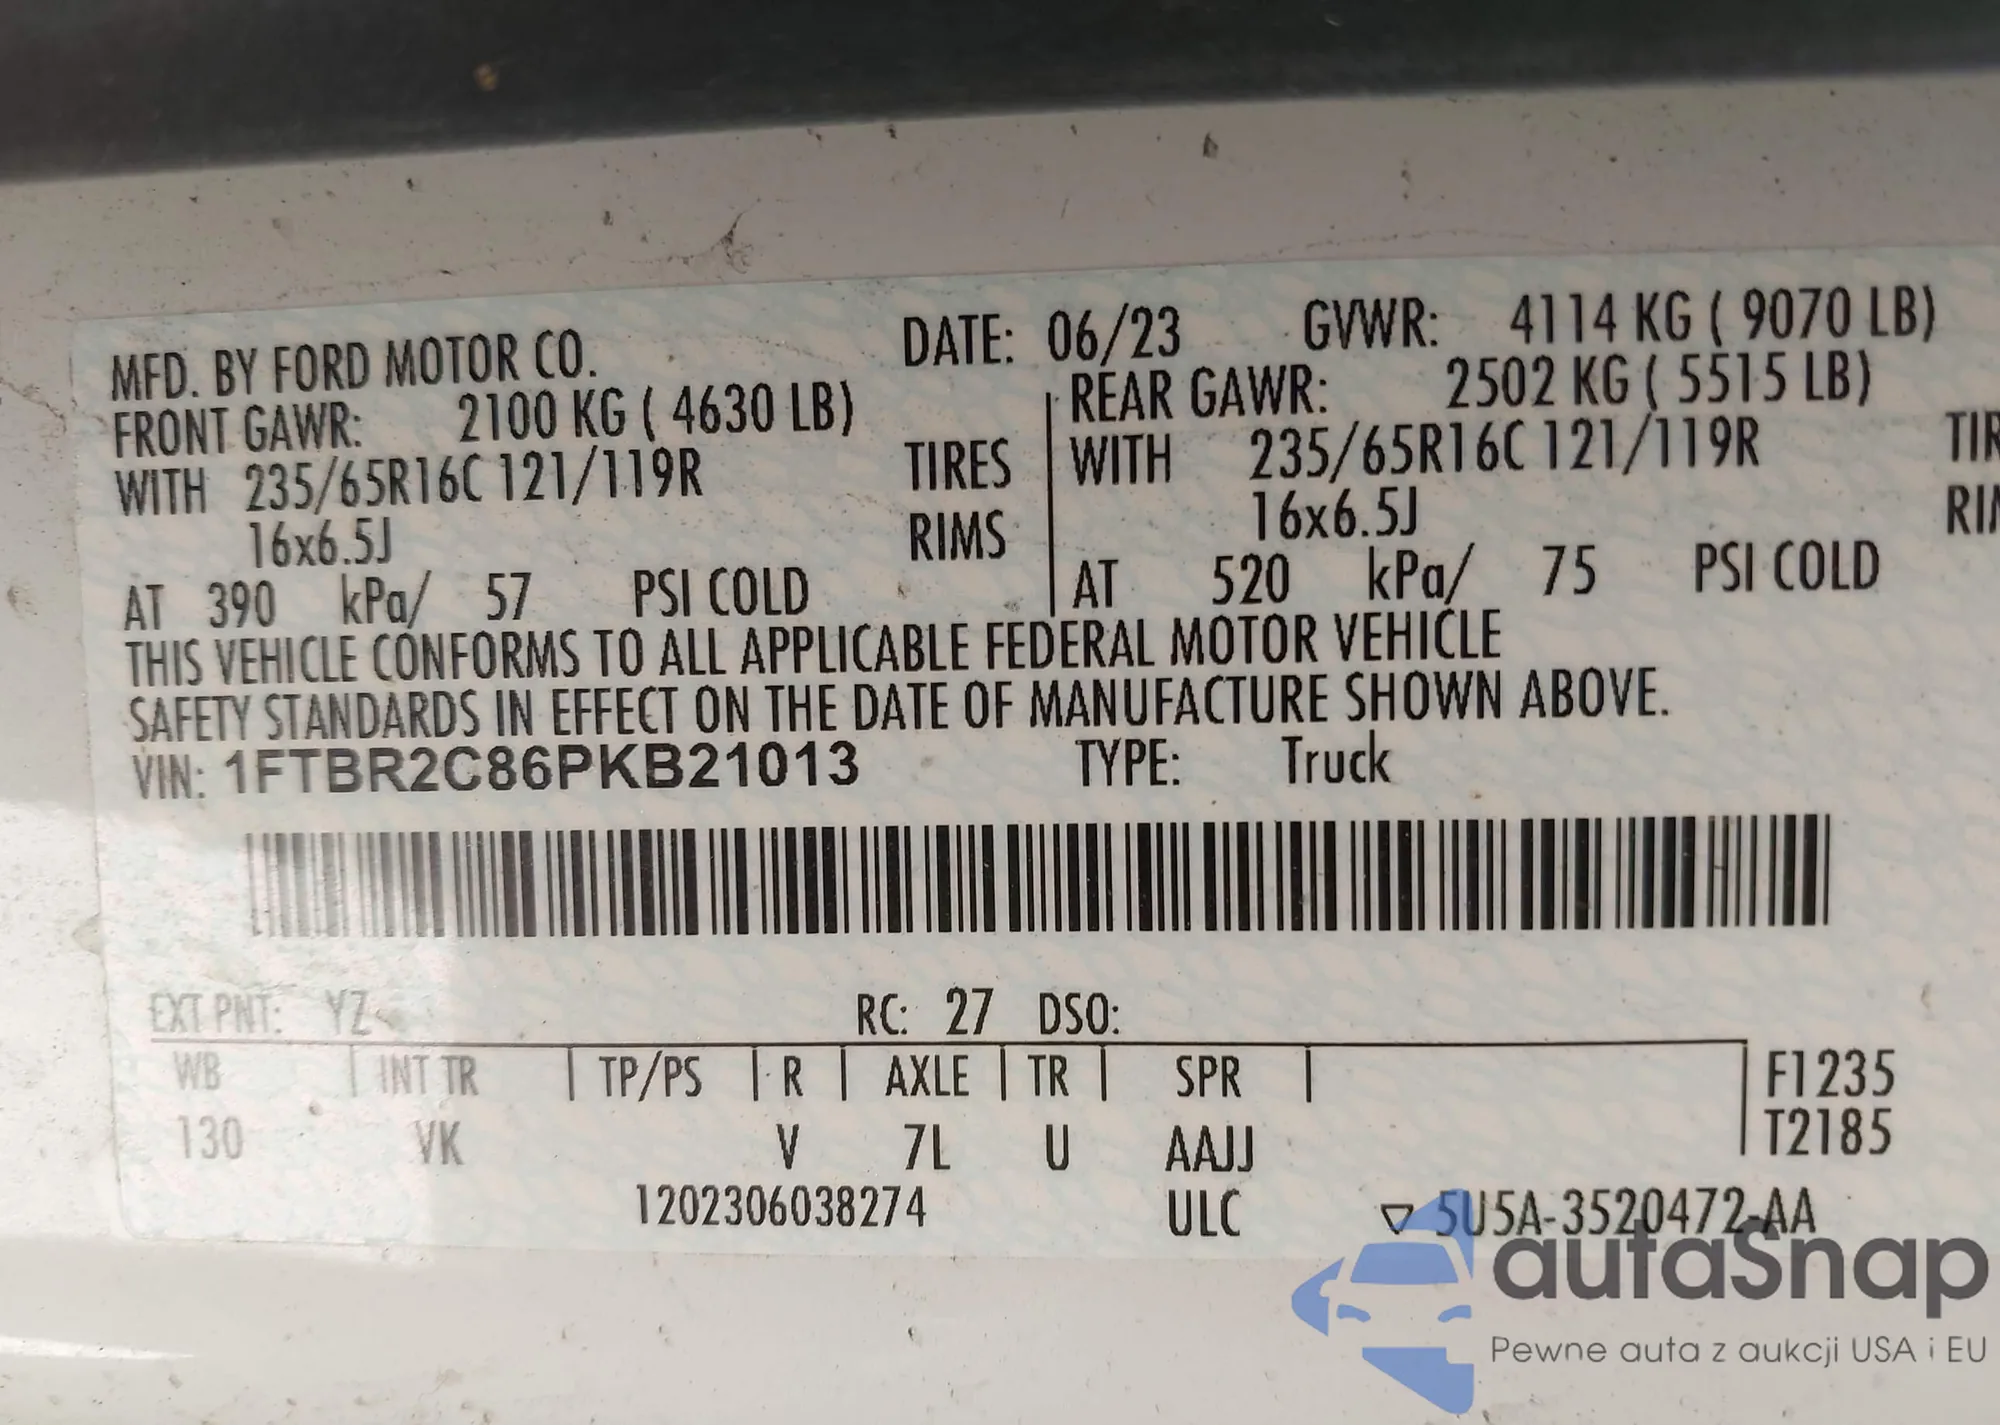 MFD. BY FORD MOTOR CO. DATE: 06/23 GVWR: 4114 KG ( 9070 LB)
FRONT GAWR: 2100 KG ( 4630 LB) REAR GAWR: 2502 KG ( 5515 LB)
WITH 235/65R16C 121/119R TIRES WITH 235/65R16C 121/119R
16x6.5J RIMS 16x6.5J
AT 390 kPa/ 57 PSI COLD AT 520 kPa/ 75 PSI COLD
THIS VEHICLE CONFORMS TO ALL APPLICABLE FEDERAL MOTOR VEHICLE
SAFETY STANDARDS IN EFFECT ON THE DATE OF MANUFACTURE SHOWN ABOVE.
VIN: 1FTBR2C86PKB21013 TYPE: Truck
EXT PNT: YZ RC: 27 DSO:
WB INT TR TP/PS R AXLE TR SPR F1235
130 VK V 7L U AAJJ T2185
1202306038274 ULC 5U5A-3520472-AA
autaSnap
Pewne auta z aukcji USA i EU